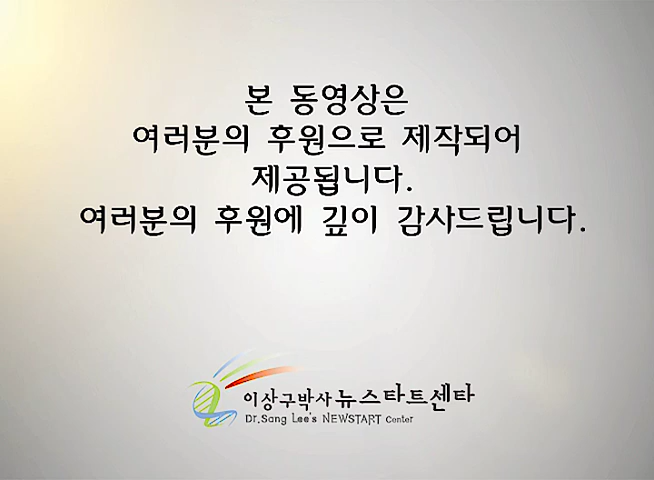 본 동영상은
여러분의 후원으로 제작되어
제공됩니다.
여러분의 후원에 깊이 감사드립니다.
이상구박사 뉴스타트센타
Dr.Sang Lee's NEWSTART Center